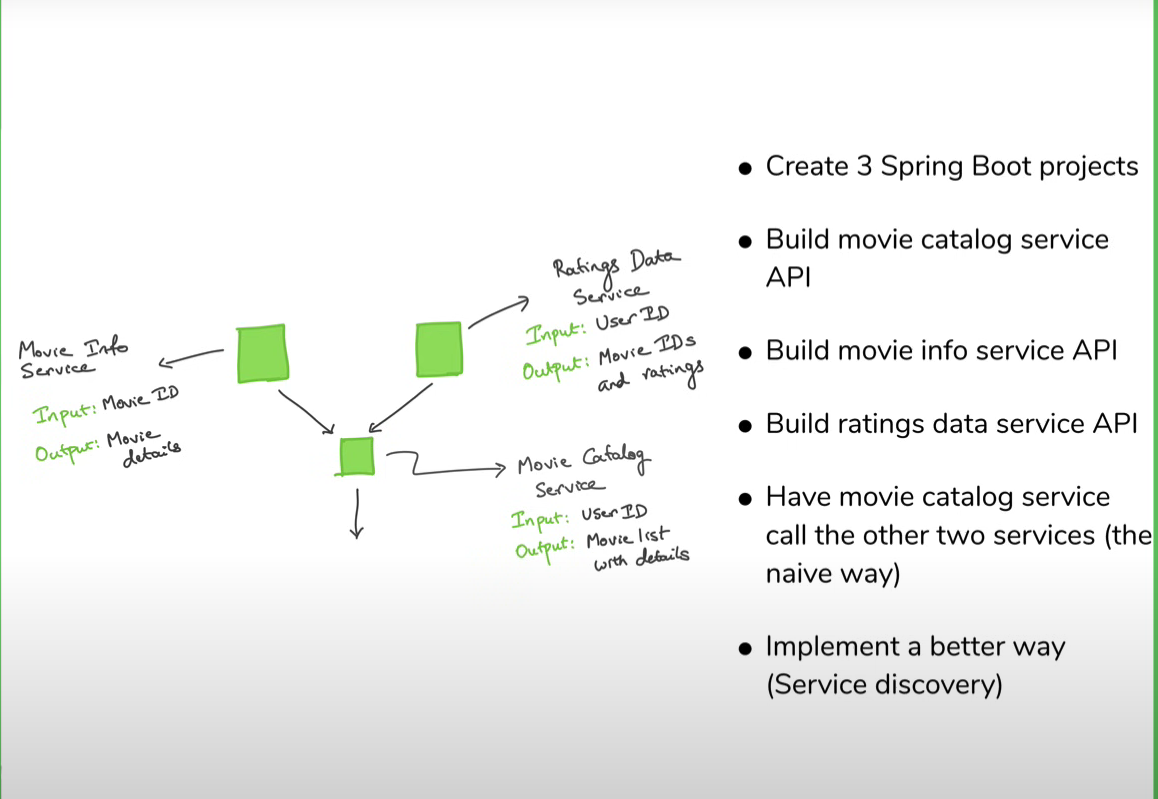 Movie Info
Service
Input: Movie ID
Output: Movie
details
Ratings Data
Service
Input: User ID
Output: Movie IDs
and ratings
Movie Catalog
Service
Input: User ID
Output: Movie list
with details
● Create 3 Spring Boot projects
● Build movie catalog service
API
● Build movie info service API
● Build ratings data service API
● Have movie catalog service
call the other two services (the
naive way)
● Implement a better way
(Service discovery)